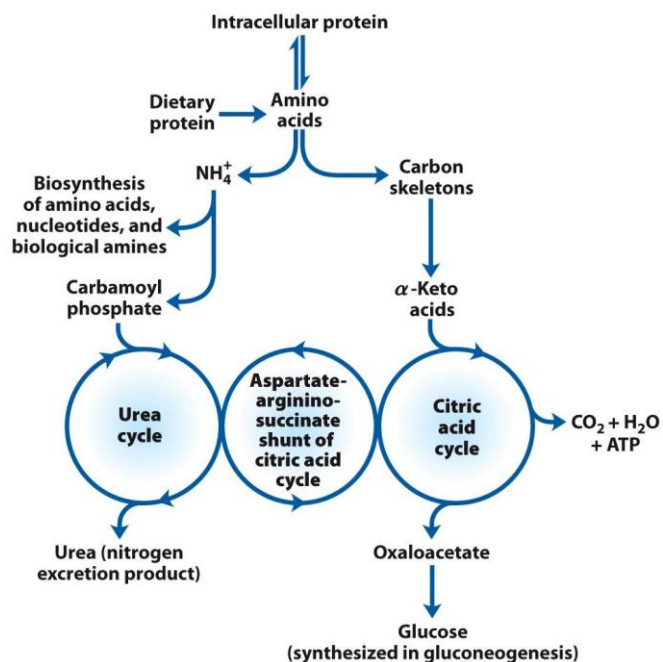 Intracellular protein
Dietary
protein
Amino
acids
NH₄⁺
Carbon
skeletons
Biosynthesis
of amino acids,
nucleotides, and
biological amines
Carbamoyl
phosphate
α-Keto
acids
Urea
cycle
Aspartate-
arginino-
succinate
shunt of
citric acid
cycle
Citric
acid
cycle
CO₂ + H₂O
+ ATP
Urea (nitrogen
excretion product)
Oxaloacetate
Glucose
(synthesized in gluconeogenesis)